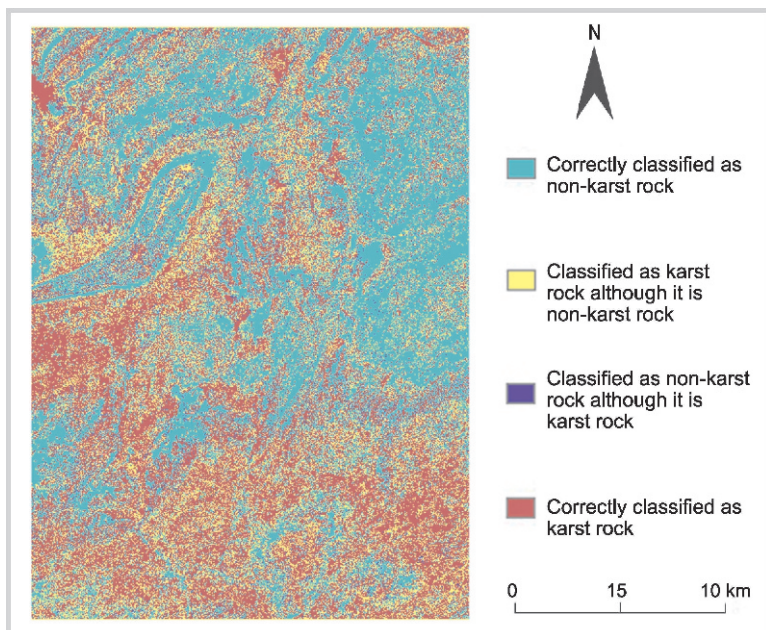 N
Correctly classified as
non-karst rock
Classified as karst
rock although it is
non-karst rock
Classified as non-karst
rock although it is
karst rock
Correctly classified as
karst rock
0 15 10 km